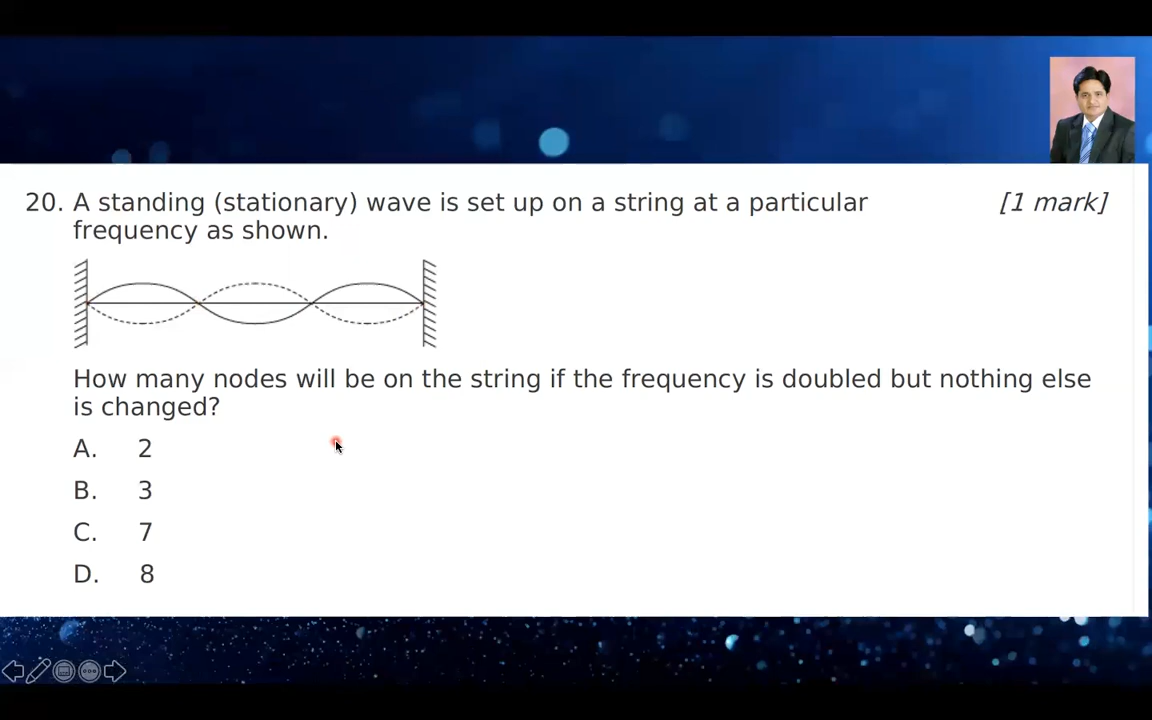 20. A standing (stationary) wave is set up on a string at a particular [1 mark]
frequency as shown.
How many nodes will be on the string if the frequency is doubled but nothing else
is changed?
A. 2
B. 3
C. 7
D. 8